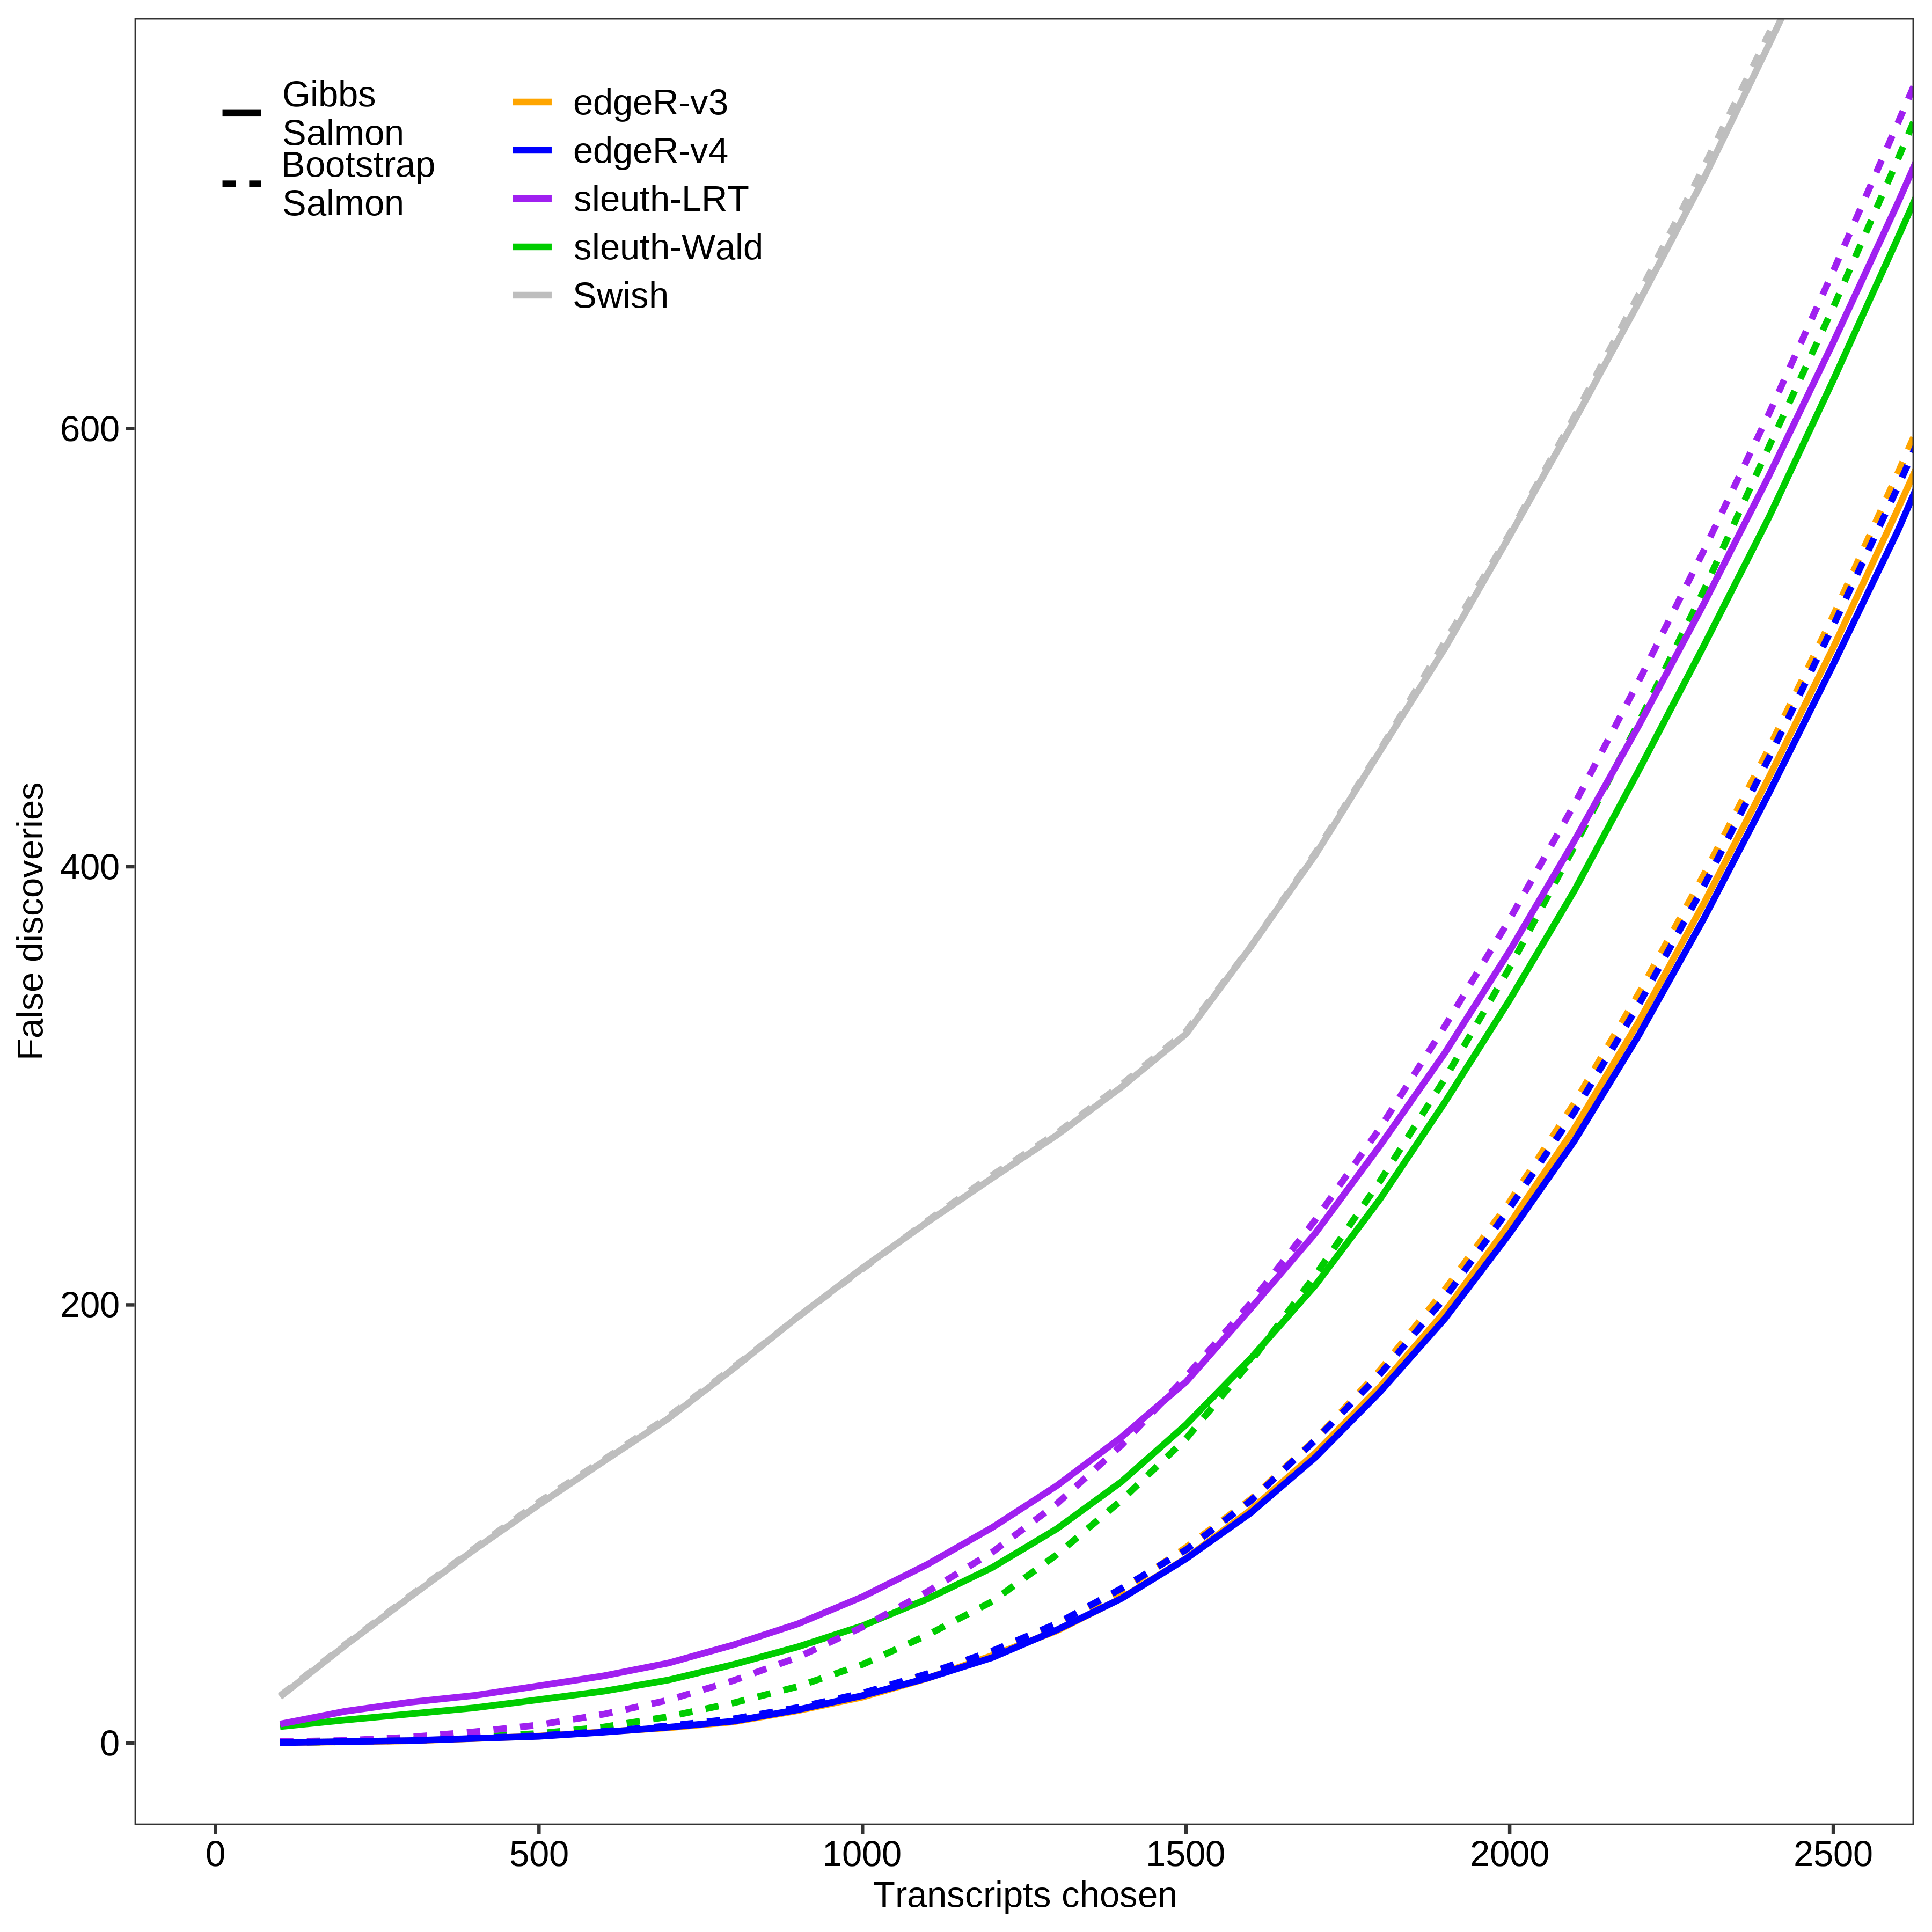 Gibbs
Salmon
Bootstrap
Salmon
edgeR-v3
edgeR-v4
sleuth-LRT
sleuth-Wald
Swish
False discoveries
600
400
200
0
0 500 1000 1500 2000 2500
Transcripts chosen